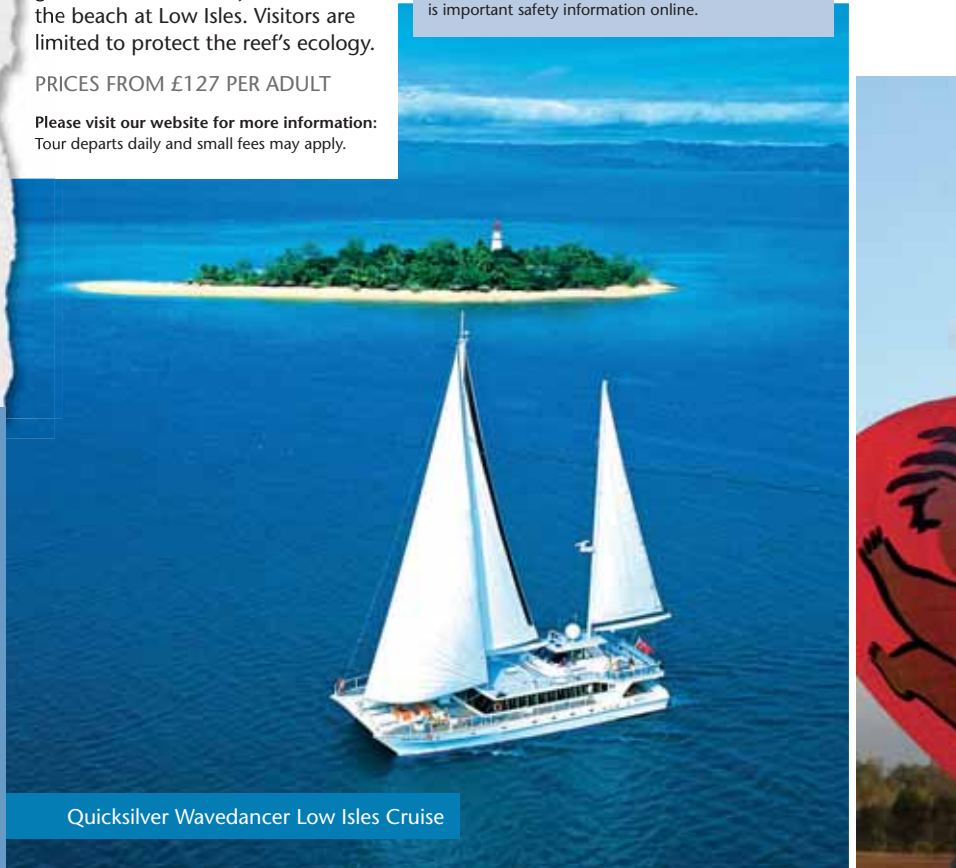 the beach at Low Isles. Visitors are
limited to protect the reef's ecology.
PRICES FROM £127 PER ADULT
Please visit our website for more information:
Tour departs daily and small fees may apply.
is important safety information online.
Quicksilver Wavedancer Low Isles Cruise